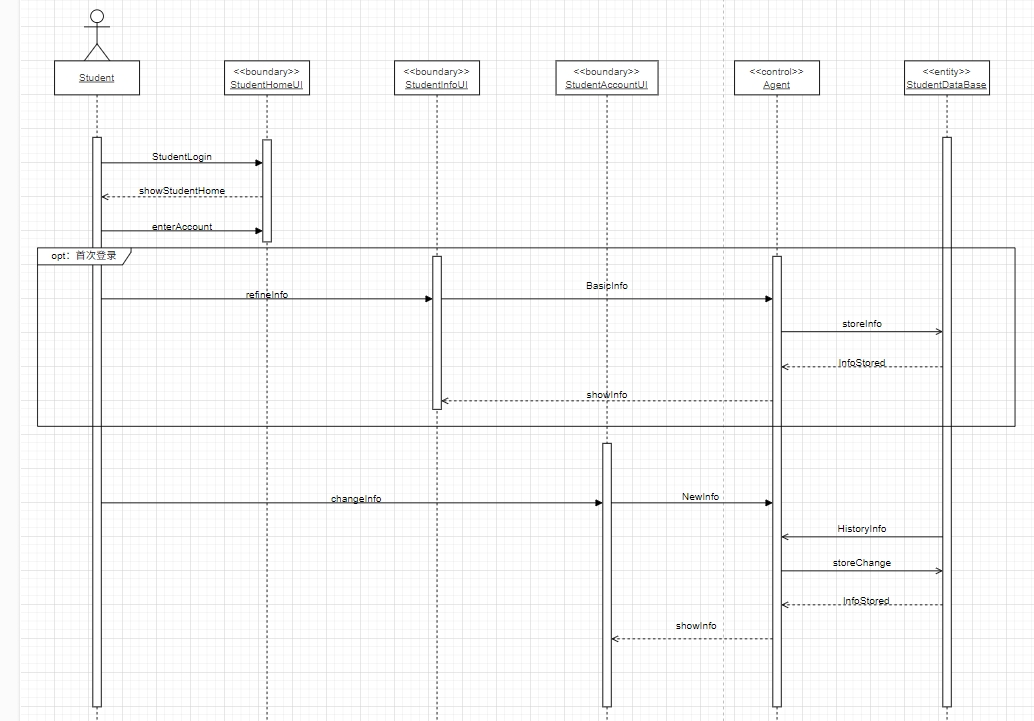 Student
<<boundary>>
StudentHomeUI
<<boundary>>
StudentInfoUI
<<boundary>>
StudentAccountUI
<<control>>
Agent
<<entity>>
StudentDataBase
StudentLogin
showStudentHome
enterAccount
opt：首次登录
refineInfo
BasicInfo
storeInfo
InfoStored
showInfo
changeInfo
NewInfo
HistoryInfo
storeChange
InfoStored
showInfo